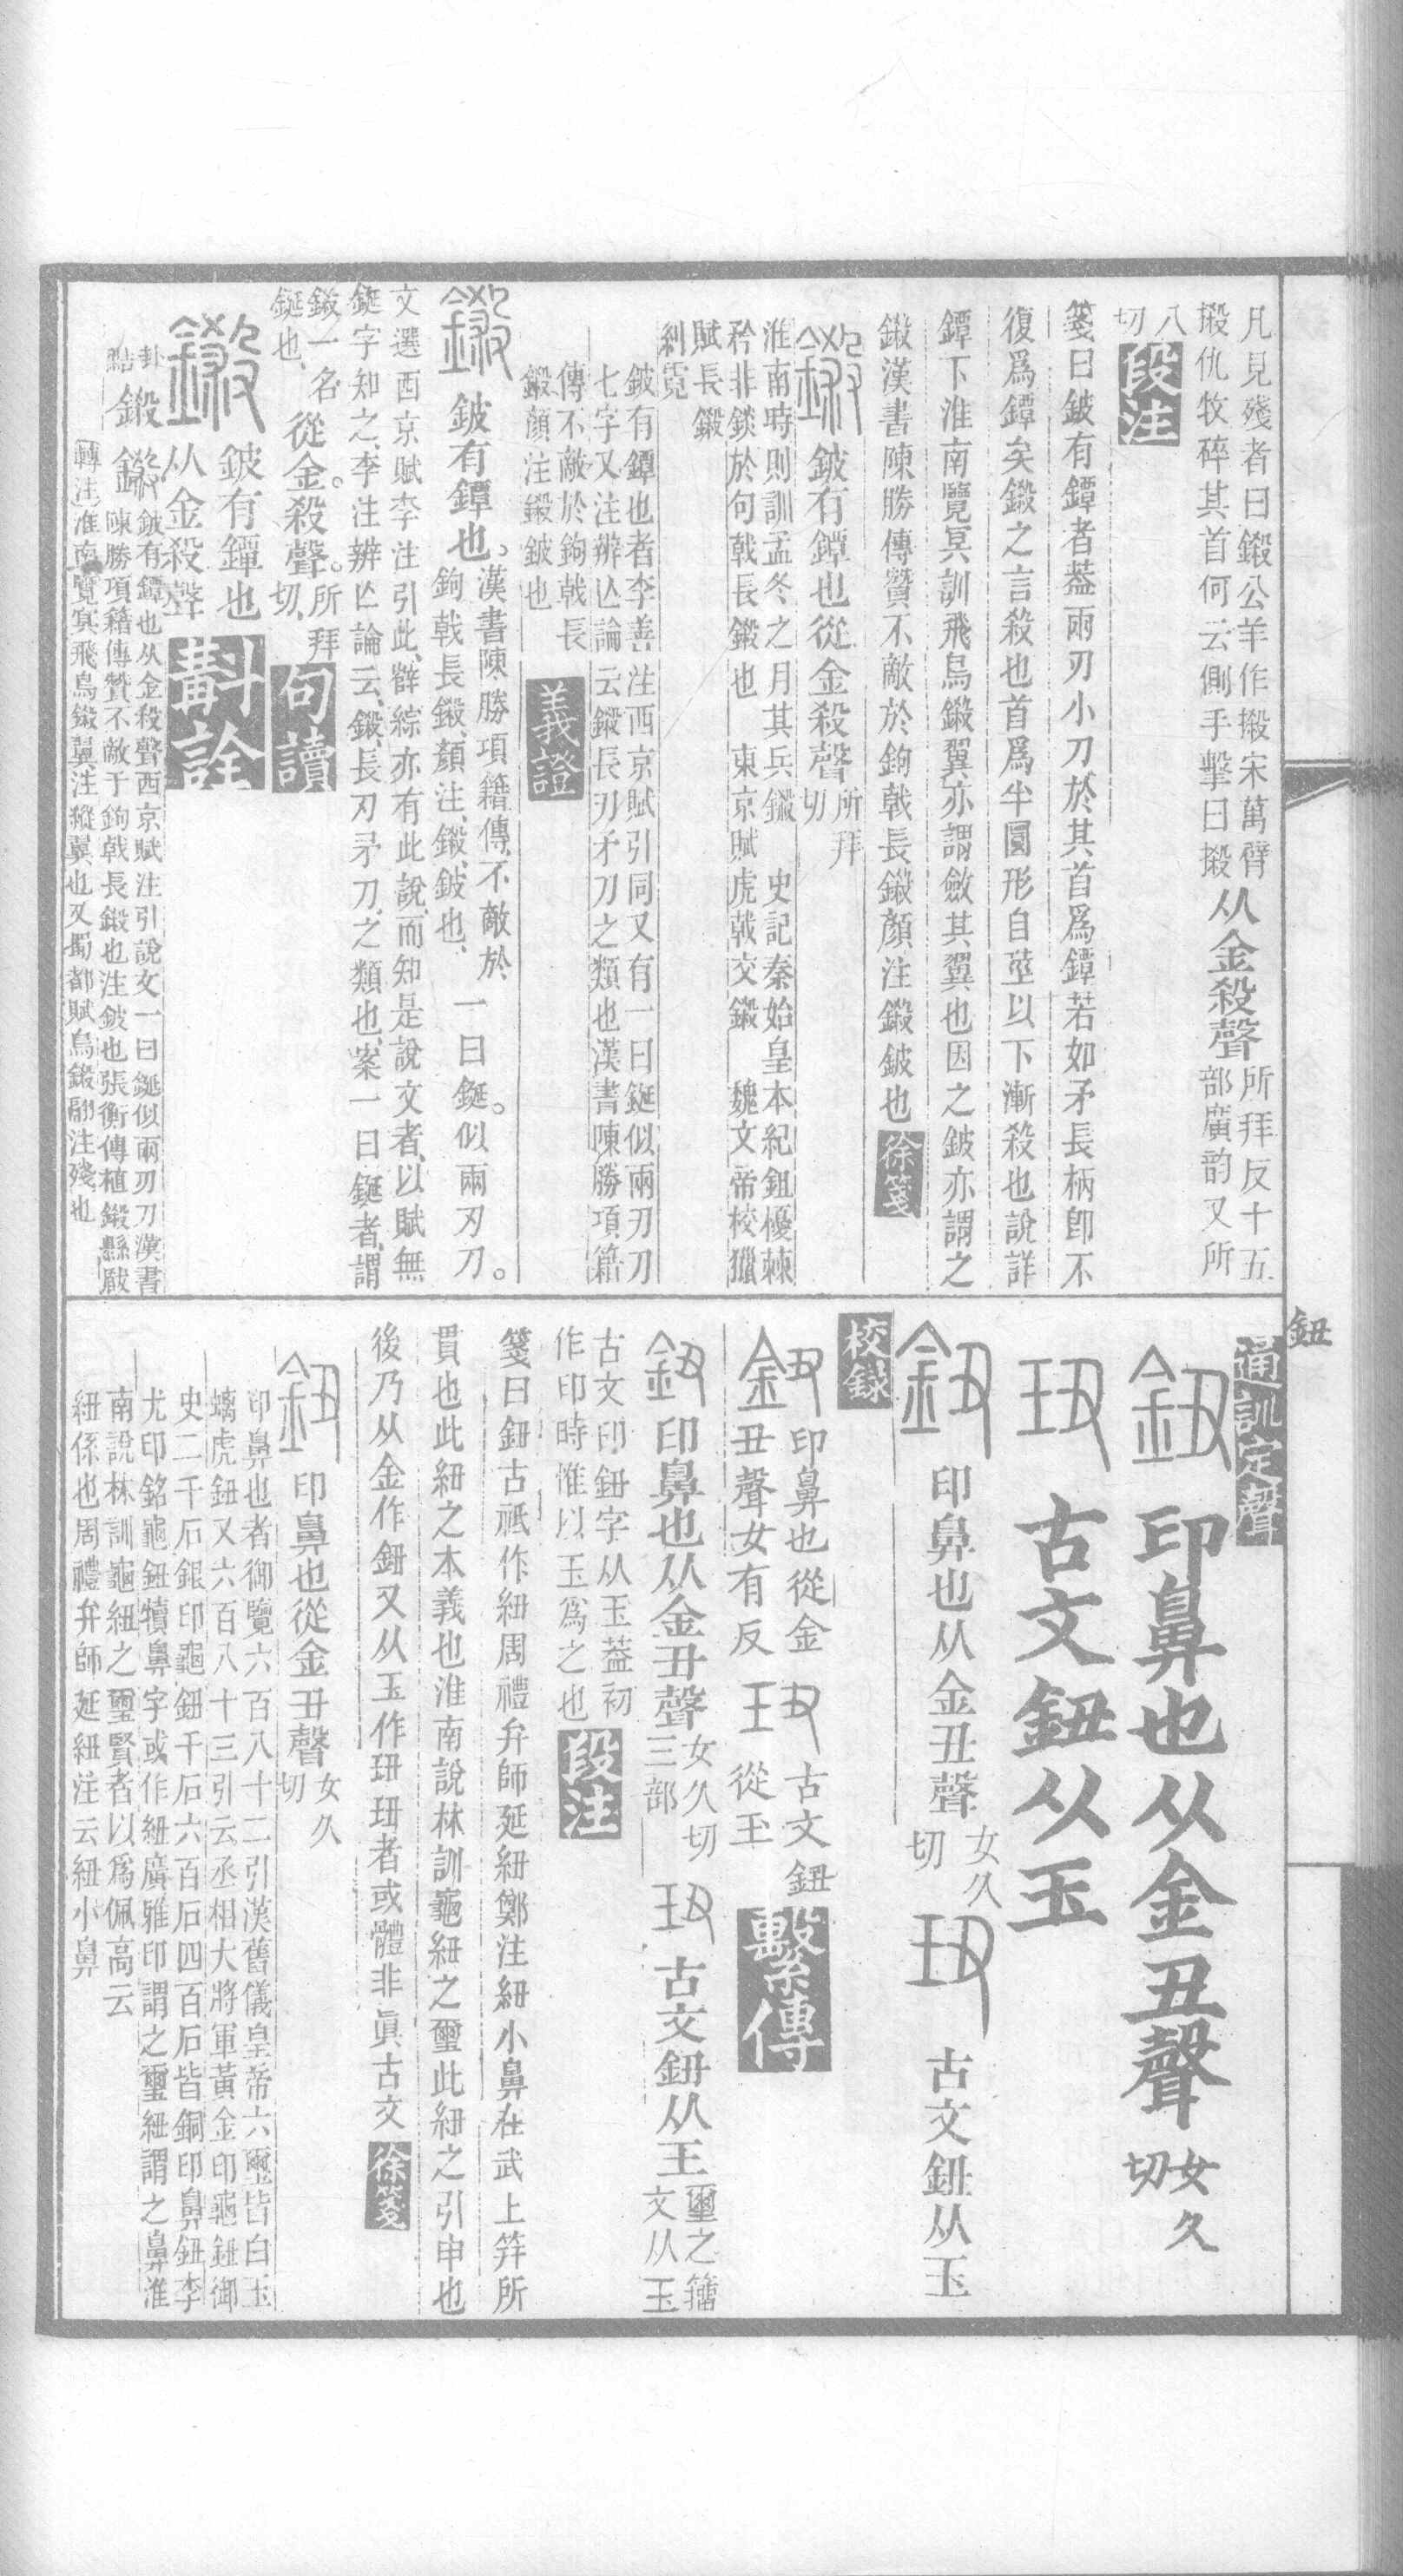 凡見殘者曰鎩公羊作摋宋萬臂
摋仇牧碎其首何云側手擊曰摋
从金殺聲
所拜反十五
部廣韵又所
八
切
段注
箋曰鈹有鐔者葢兩刃小刀於其首爲鐔若如矛長柄卽不
復爲鐔矣鎩之言殺也首爲半圓形自莖以下漸殺也說詳
鐔下淮南覽冥訓飛鳥鎩翼亦謂斂其翼也因之鈹亦謂之
鎩漢書陳勝傳贊不敵於鉤戟長鎩顏注鎩鈹也
徐箋
鎩
鈹有鐔也從金殺聲
所拜
切
淮南時則訓孟冬之月其兵鎩 史記秦始皇本紀鉏櫌棘
矜非錟於句戟長鎩也 東京賦虎戟交鎩 魏文帝校獵
賦長鎩
糾霓
鈹有鐔也者李善注西京賦引同又有一曰鋋似兩刃刀
七字又注辨亾論云鎩長刃矛刀之類也漢書陳勝項籍
傳不敵於鉤戟長
鎩顏注鎩鈹也
義證
鎩
鈹有鐔也。
漢書陳勝項籍傳、不敵於
鉤戟長鎩、顏注、鎩、鈹也、
一曰鋋。似兩刃刀。
文選西京賦李注引此、薛綜亦有此說、而知是說文者、以賦無
鋋字知之、李注辨亾論云、鎩、長刃矛刀、之類也、案一曰鋋者、謂
鎩一名
鋋也、
從金。殺聲。
所拜
切、
句讀
鎩
鈹有鐔也
从金殺聲
斠詮
卦
點
鎩
鎩
鈹有鐔也从金殺聲西京賦注引說文一曰鋋似兩刃刀漢書
陳勝項籍傳贊不敵于鉤戟長鎩也注鈹也張衡傳植鎩縣瞂
轉注
淮南覽冥飛鳥鎩翼注縱翼也又蜀都賦鳥鎩翮注殘也
通訓定聲
鈕
鈕
印鼻也从金丑聲
女久
切
古文鈕从玉
鈕
印鼻也从金丑聲
女久
切
古文鈕从玉
校錄
鈕
印鼻也從金
丑聲女有反
古文鈕
從玉
繫傳
鈕
印鼻也从金丑聲
女久切
三部
古文鈕从玉
璽之籒
文从玉
古文印鈕字从玉葢初
作印時惟以玉爲之也
段注
箋曰鈕古祇作紐周禮弁師延紐鄭注紐小鼻在武上笄所
貫也此紐之本義也淮南說林訓龜紐之璽此紐之引申也
後乃从金作鈕又从玉作玨玨者或體非眞古文
徐箋
鈕
印鼻也從金丑聲
女久
切
印鼻也者御覽六百八十二引漢舊儀皇帝六璽皆白玉
螭虎鈕又六百八十三引云丞相大將軍黃金印龜鈕御
史二千石銀印龜鈕千石六百石四百石皆銅印鼻鈕李
尤印銘龜鈕犢鼻字或作紐廣雅印謂之璽紐謂之鼻淮
南說林訓龜紐之璽賢者以爲佩高云
紐係也周禮弁師延紐注云紐小鼻